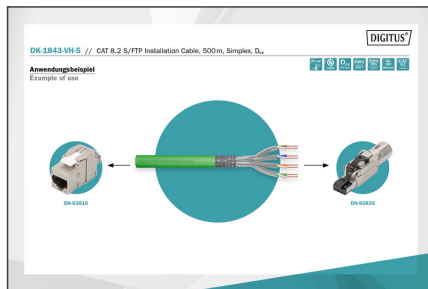 DIGITUS®
DK-1843-VH-5 // CAT 8.2 S/FTP Installation Cable, 500 m, Simplex, Dca
Anwendungsbeispiel
Example of use
DN-93816
DN-93826